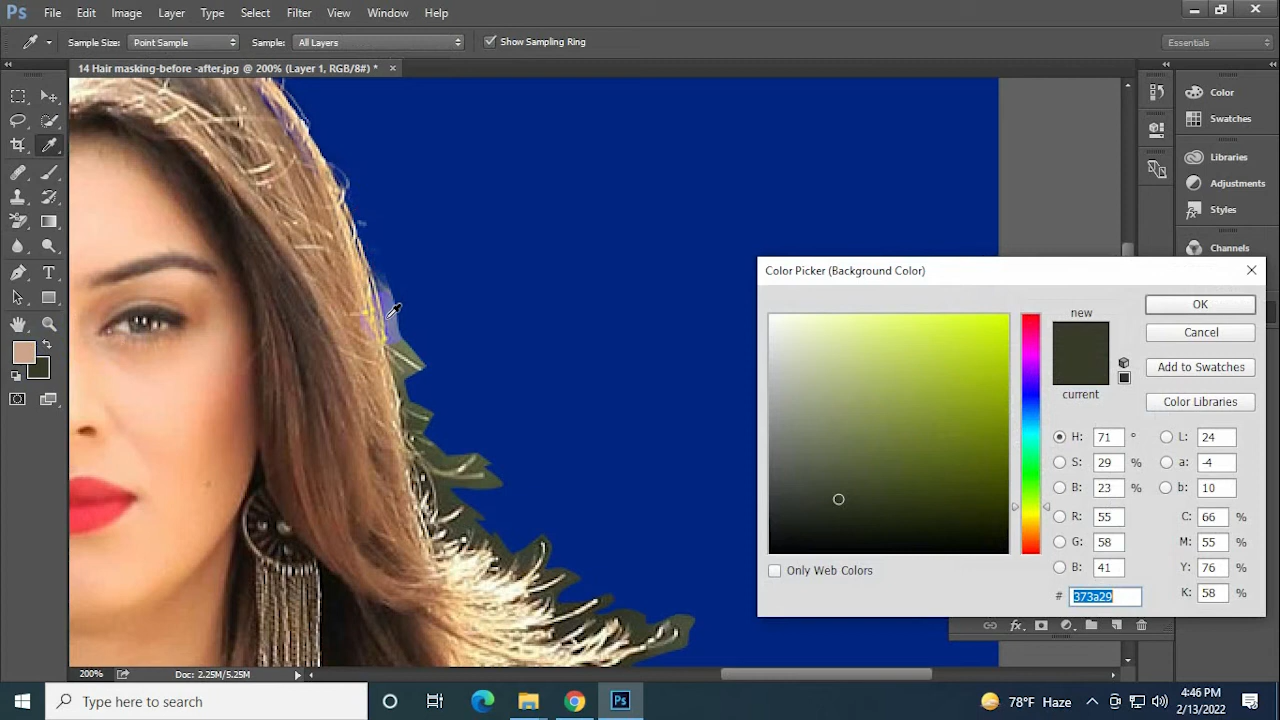 Ps File Edit Image Layer Type Select Filter View Window Help
Sample Size: Point Sample Sample: All Layers Show Sampling Ring Essentials
14 Hair masking-before -after.jpg @ 200% (Layer 1, RGB/8#) * ×
Color
Swatches
Libraries
Adjustments
Styles
Channels
Color Picker (Background Color)
new
current
OK
Cancel
Add to Swatches
Color Libraries
H: 71 ° L: 24
S: 29 % a: -4
B: 23 % b: 10
R: 55 C: 66 %
G: 58 M: 55 %
B: 41 Y: 76 %
# 373a29 K: 58 %
Only Web Colors
fx
200% Doc: 2.25M/5.25M
Type here to search
Ps
78°F Haze
4:46 PM
2/13/2022